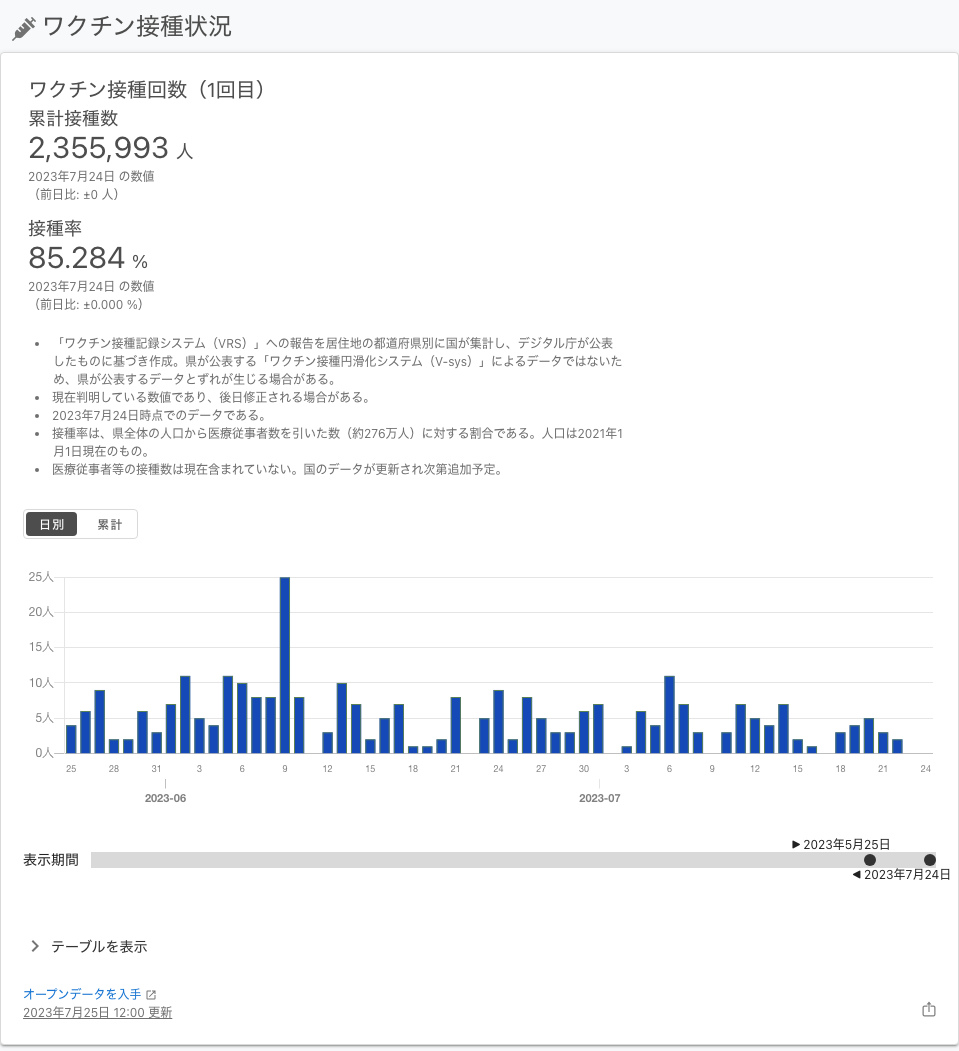 ワクチン接種状況
ワクチン接種回数（1回目）
累計接種数
2,355,993 人
2023年7月24日 の数値
（前日比: ±0 人）
接種率
85.284 %
2023年7月24日 の数値
（前日比: ±0.000 %）
• 「ワクチン接種記録システム（VRS）」への報告を居住地の都道府県別に国が集計し、デジタル庁が公表
したものに基づき作成。県が公表する「ワクチン接種円滑化システム（V-sys）」によるデータではないた
め、県が公表するデータとずれが生じる場合がある。
• 現在判明している数値であり、後日修正される場合がある。
• 2023年7月24日時点でのデータである。
• 接種率は、県全体の人口から医療従事者数を引いた数（約276万人）に対する割合である。人口は2021年1
月1日現在のもの。
• 医療従事者等の接種数は現在含まれていない。国のデータが更新され次第追加予定。
日別 累計
25人
20人
15人
10人
5人
0人
25 28 31 3 6 9 12 15 18 21 24 27 30 3 6 9 12 15 18 21 24
2023-06 2023-07
▶ 2023年5月25日
表示期間
◀ 2023年7月24日
テーブルを表示
オープンデータを入手
2023年7月25日 12:00 更新